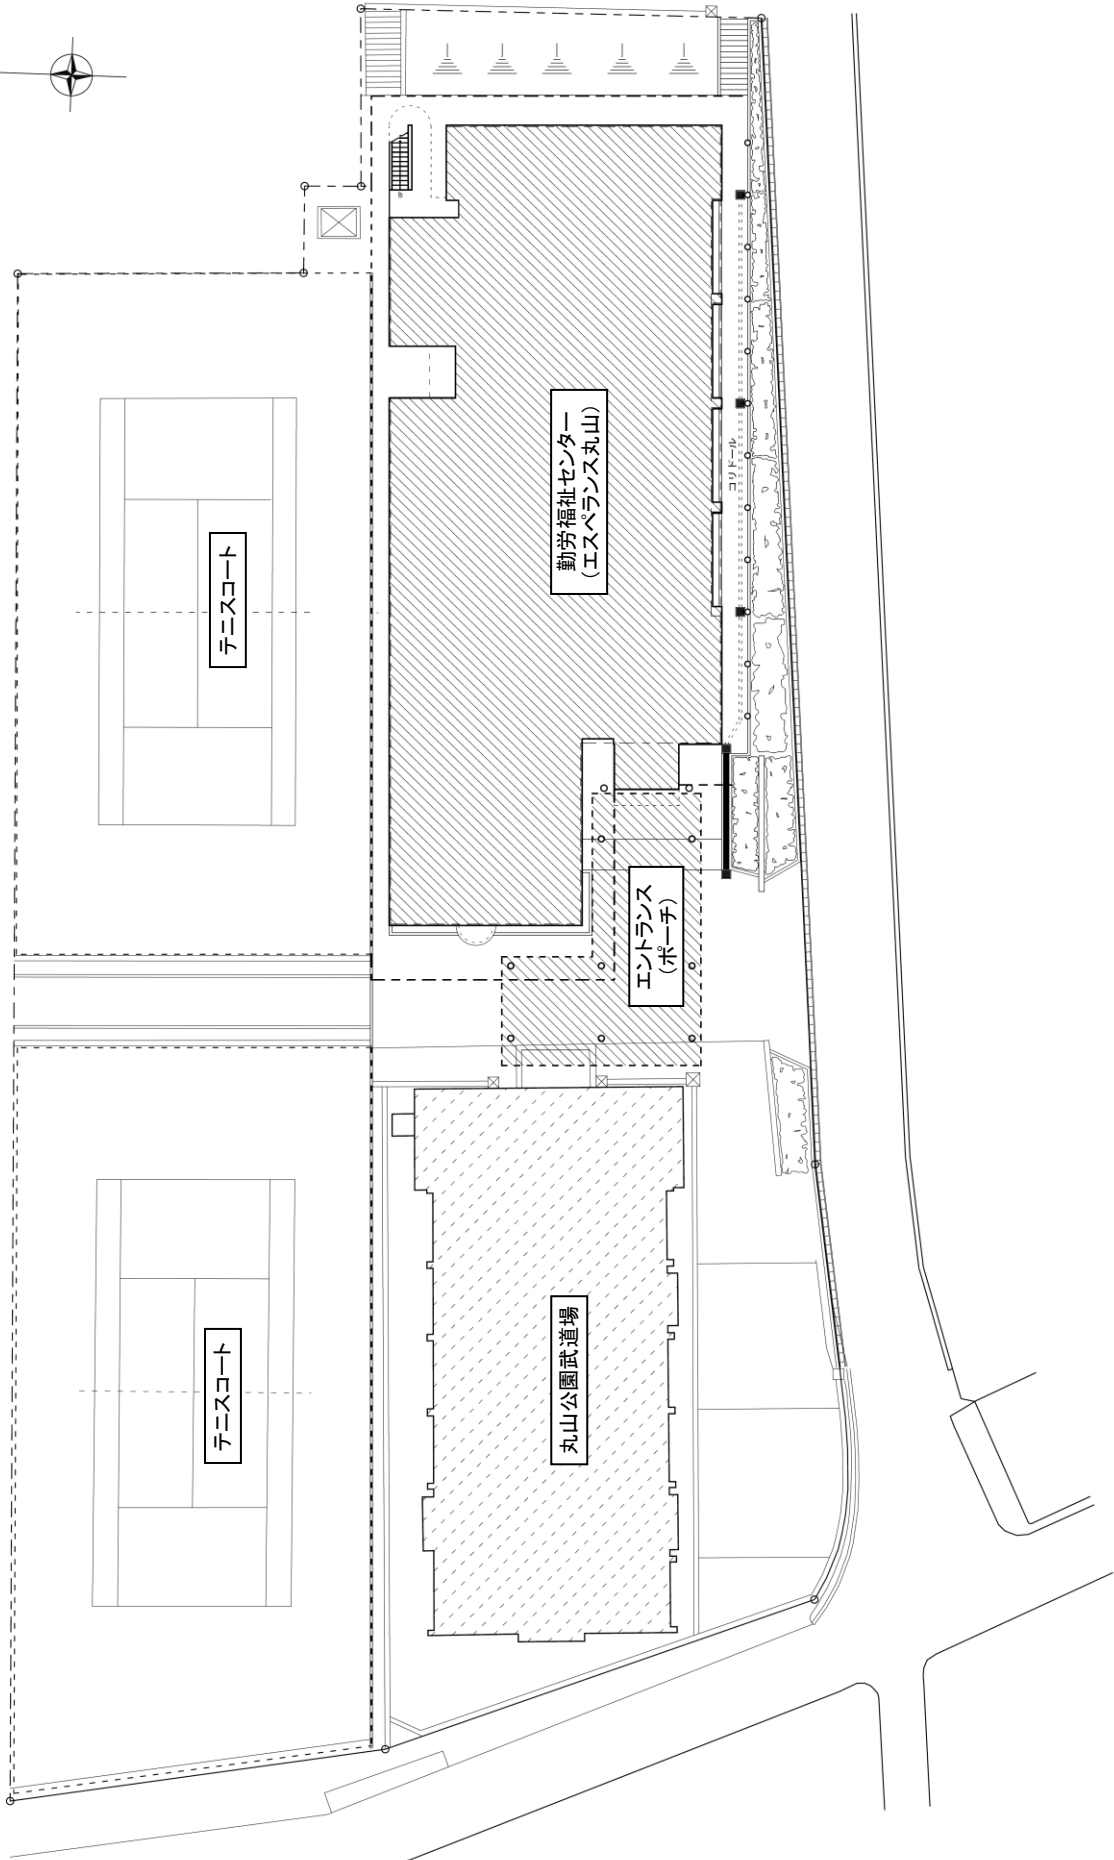 テニスコート
勤労福祉センター
（エスペランス丸山）
コリドール
エントランス
（ポーチ）
テニスコート
丸山公園武道場